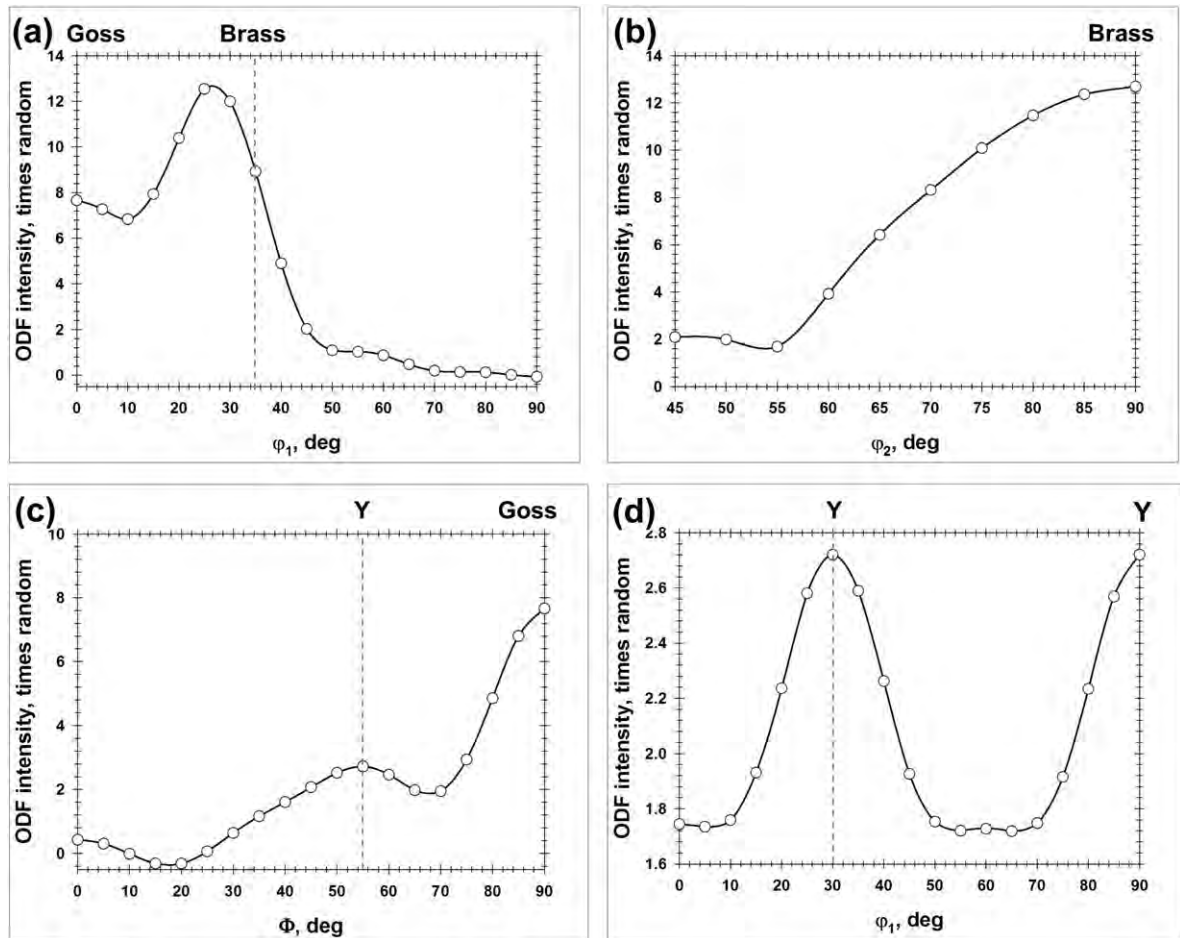 (a) Goss Brass
14
12
10
8
6
4
2
0
ODF intensity, times random
0 10 20 30 40 50 60 70 80 90
φ1, deg
(b) Brass
14
12
10
8
6
4
2
0
ODF intensity, times random
45 50 55 60 65 70 75 80 85 90
φ2, deg
(c) Y Goss
10
8
6
4
2
0
ODF intensity, times random
0 10 20 30 40 50 60 70 80 90
Φ, deg
(d) Y Y
2.8
2.6
2.4
2.2
2.0
1.8
1.6
ODF intensity, times random
0 10 20 30 40 50 60 70 80 90
φ1, deg